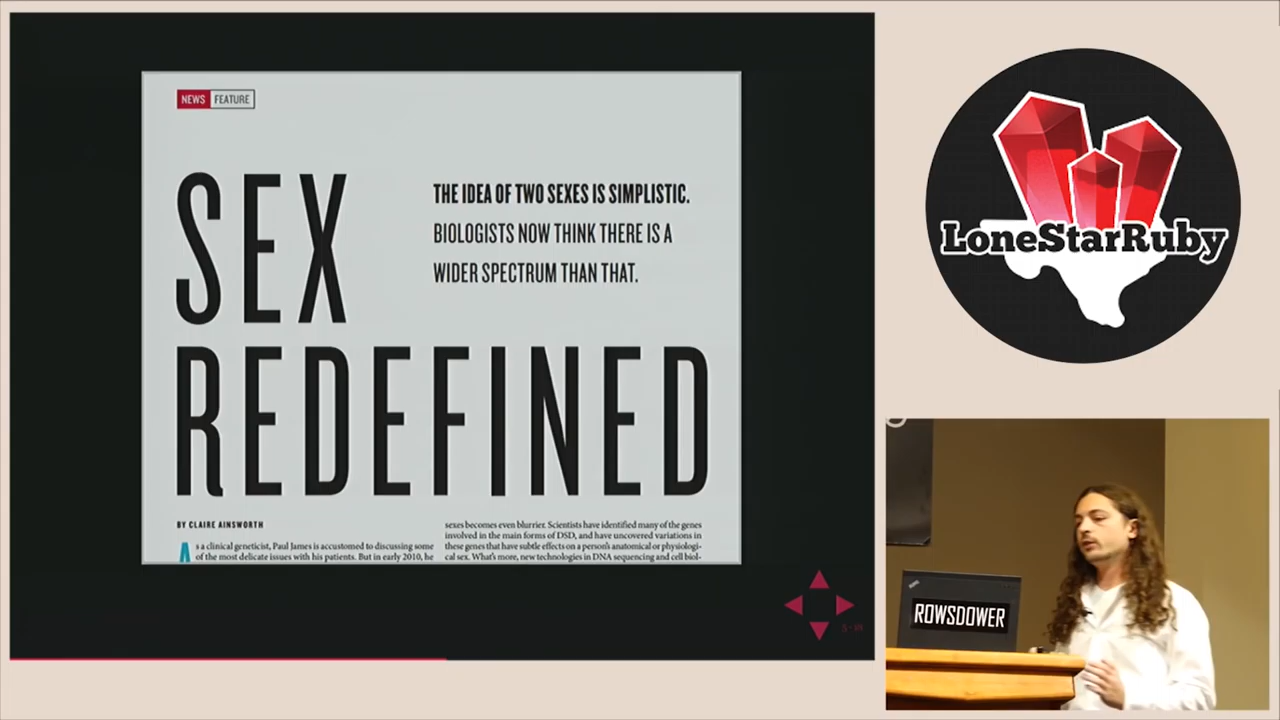 NEWS FEATURE
SEX
REDEFINED
THE IDEA OF TWO SEXES IS SIMPLISTIC.
BIOLOGISTS NOW THINK THERE IS A
WIDER SPECTRUM THAN THAT.
BY CLAIRE AINSWORTH
As a clinical geneticist, Paul James is accustomed to discussing some
of the most delicate issues with his patients. But in early 2010, he
sexes becomes even blurrier. Scientists have identified many of the genes
involved in the main forms of DSD, and have uncovered variations in
these genes that have subtle effects on a person's anatomical or physiologi-
cal sex. What's more, new technologies in DNA sequencing and cell biol-
LoneStarRuby
ROWSDOWER